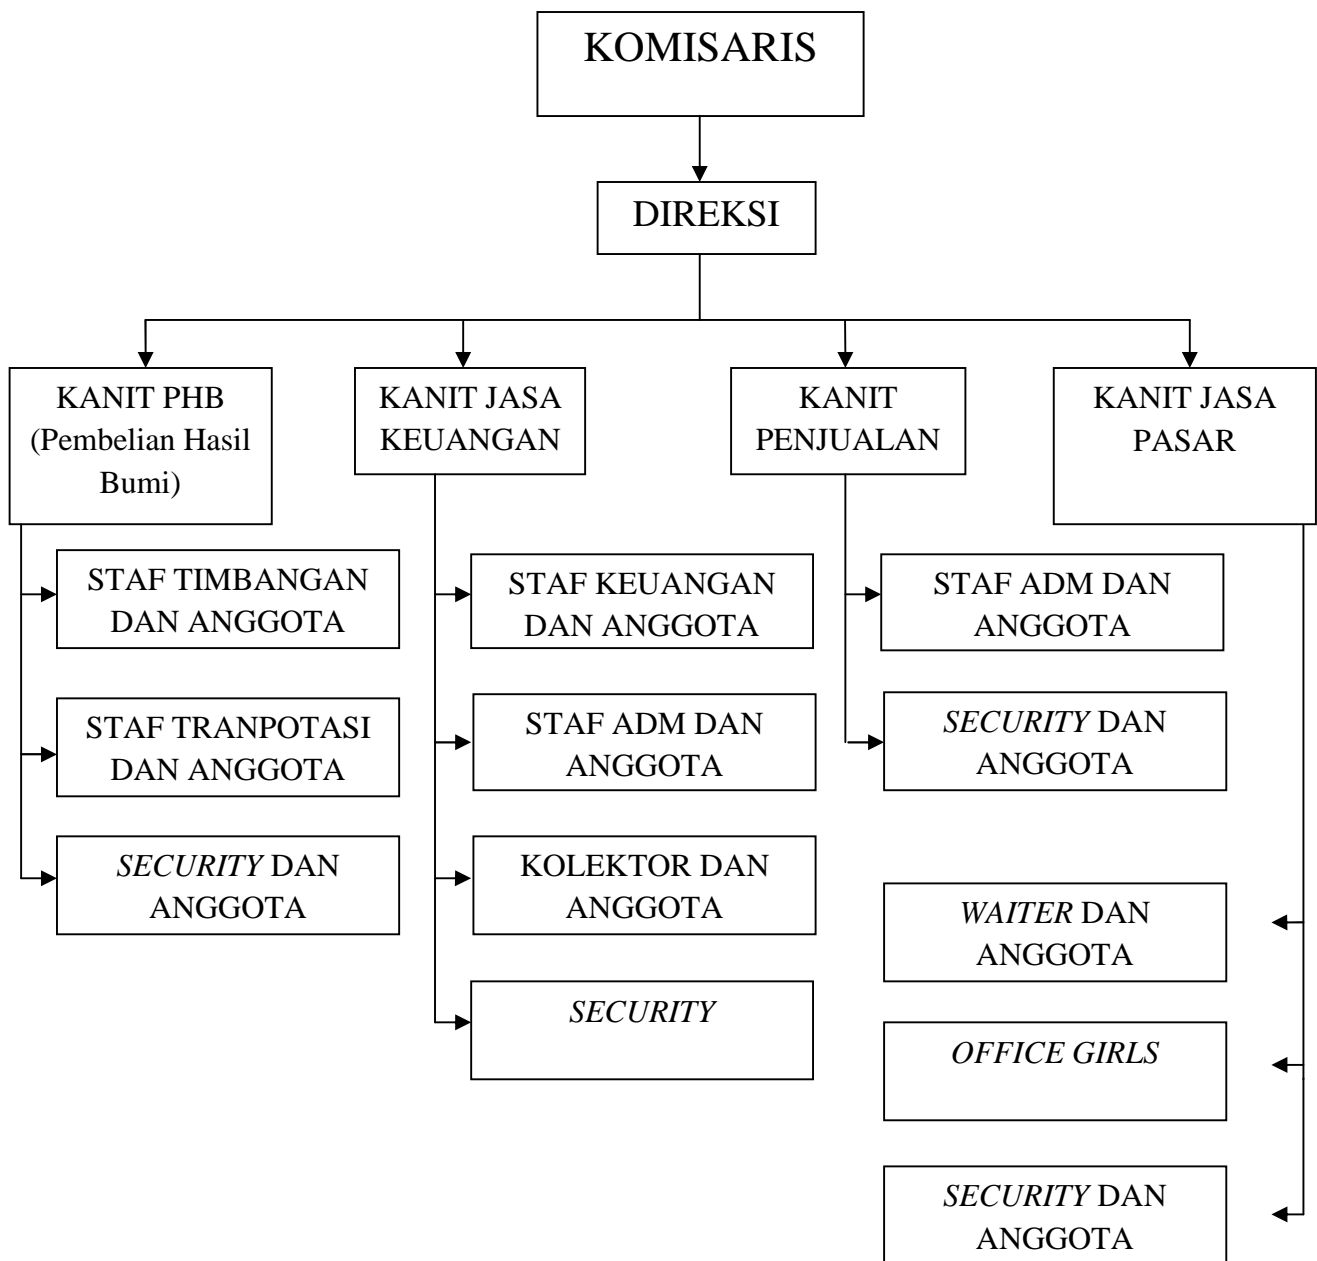 KOMISARIS
DIREKSI
KANIT PHB
(Pembelian Hasil
Bumi)
KANIT JASA
KEUANGAN
KANIT
PENJUALAN
KANIT JASA
PASAR
STAF TIMBANGAN
DAN ANGGOTA
STAF KEUANGAN
DAN ANGGOTA
STAF ADM DAN
ANGGOTA
STAF TRANPOTASI
DAN ANGGOTA
STAF ADM DAN
ANGGOTA
SECURITY DAN
ANGGOTA
SECURITY DAN
ANGGOTA
KOLEKTOR DAN
ANGGOTA
WAITER DAN
ANGGOTA
SECURITY
OFFICE GIRLS
SECURITY DAN
ANGGOTA